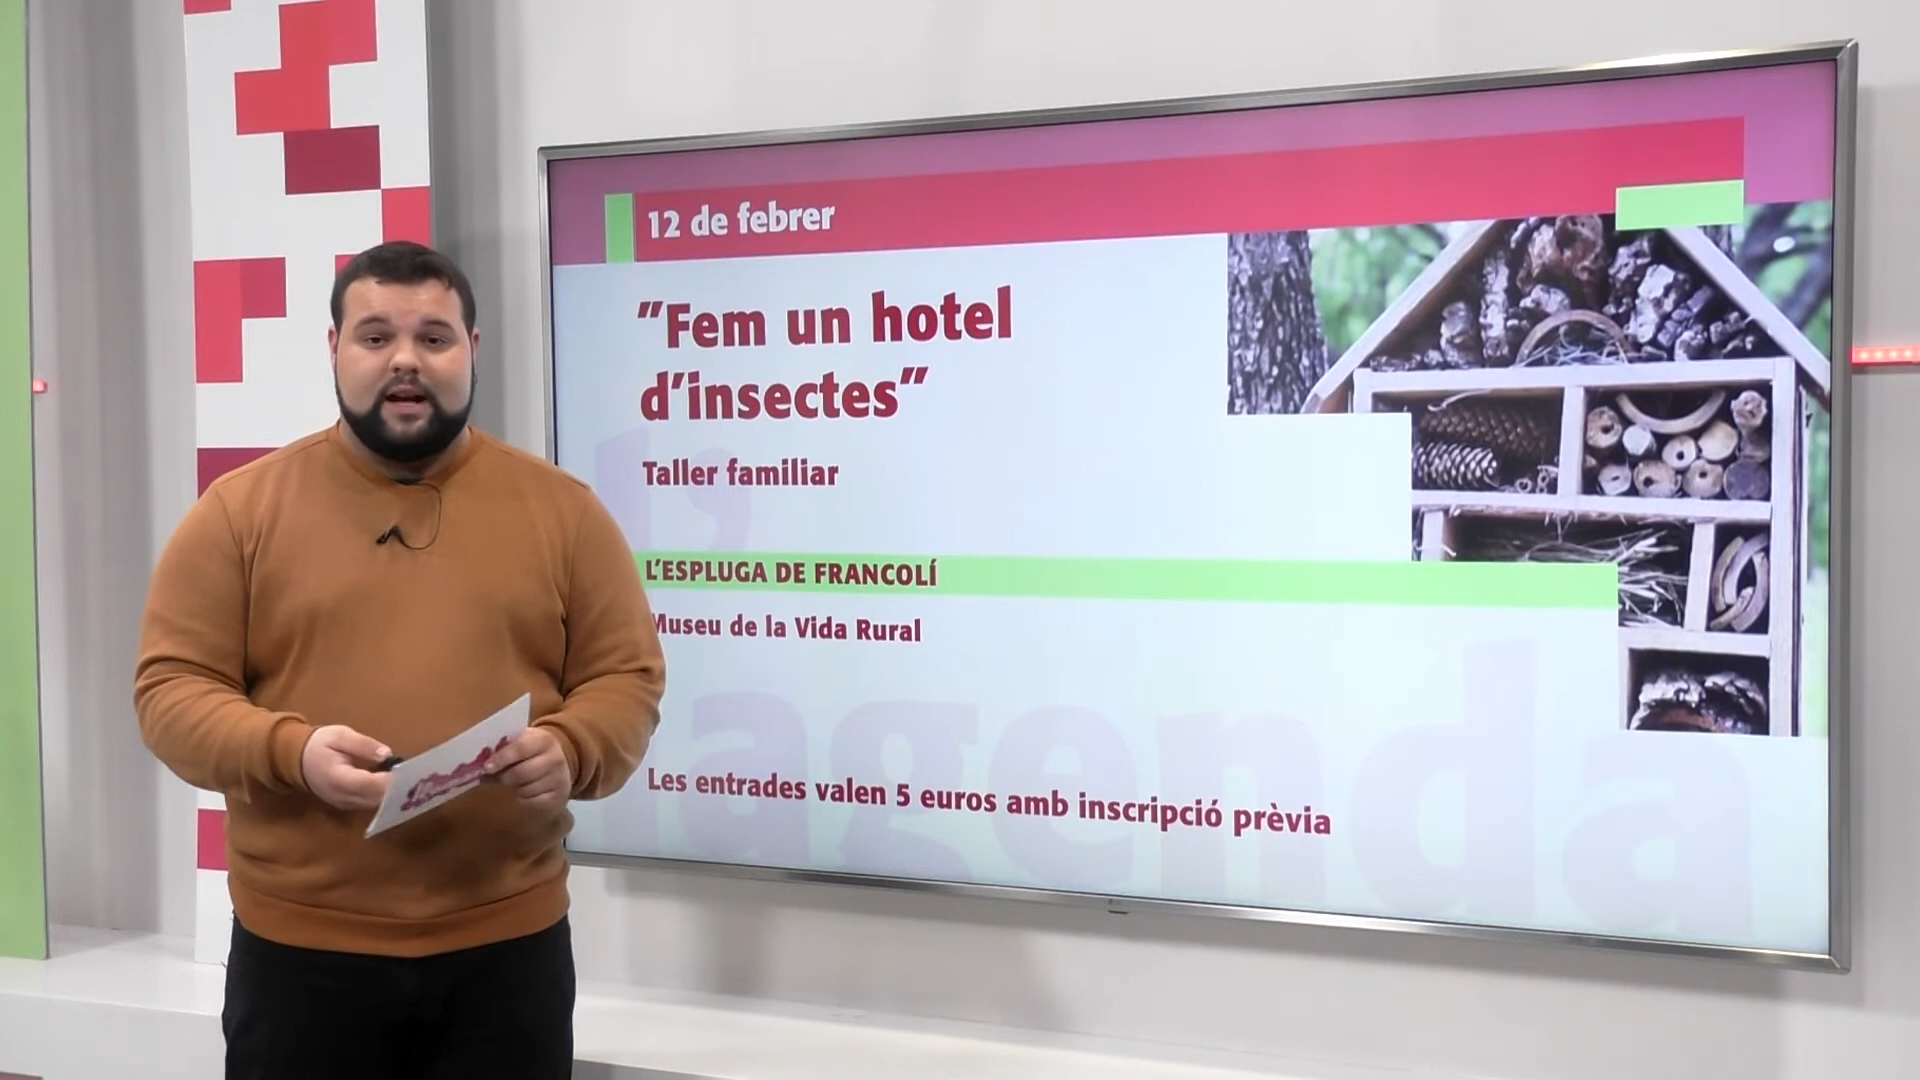 12 de febrer
"Fem un hotel
d'insectes"
Taller familiar
L'ESPLUGA DE FRANCOLÍ
Museu de la Vida Rural
l'agenda
Les entrades valen 5 euros amb inscripció prèvia